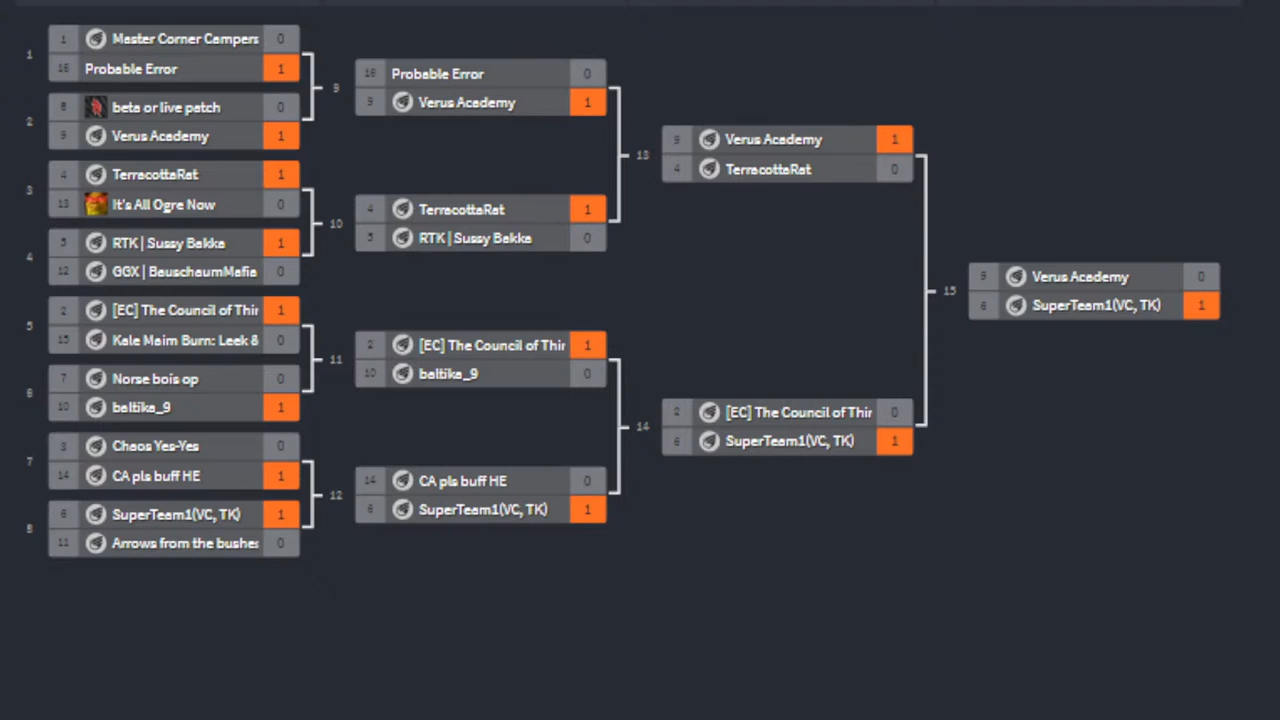 1 Master Corner Campers 0
1
16 Probable Error 1
8 beta or live patch 0
2
9 Verus Academy 1
4 TerracottaRat 1
3
13 It's All Ogre Now 0
5 RTK | Sussy Bakka 1
4
12 GGX | BauschaumMafia 0
2 [EC] The Council of Thir 1
5
15 Kale Maim Burn: Leek & 0
7 Norse bois op 0
6
10 baltika_9 1
3 Chaos Yes-Yes 0
7
14 CA pls buff HE 1
6 SuperTeam1(VC, TK) 1
8
11 Arrows from the bushes 0
9
16 Probable Error 0
9 Verus Academy 1
10
4 TerracottaRat 1
5 RTK | Sussy Bakka 0
11
2 [EC] The Council of Thir 1
10 baltika_9 0
12
14 CA pls buff HE 0
6 SuperTeam1(VC, TK) 1
13
9 Verus Academy 1
4 TerracottaRat 0
14
2 [EC] The Council of Thir 0
6 SuperTeam1(VC, TK) 1
15
9 Verus Academy 0
6 SuperTeam1(VC, TK) 1